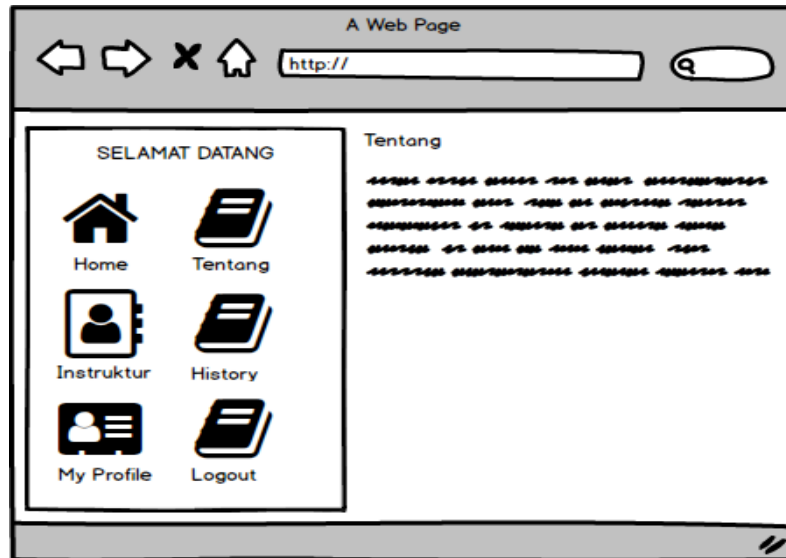 A Web Page
http://
SELAMAT DATANG
Home
Tentang
Instruktur
History
My Profile
Logout
Tentang